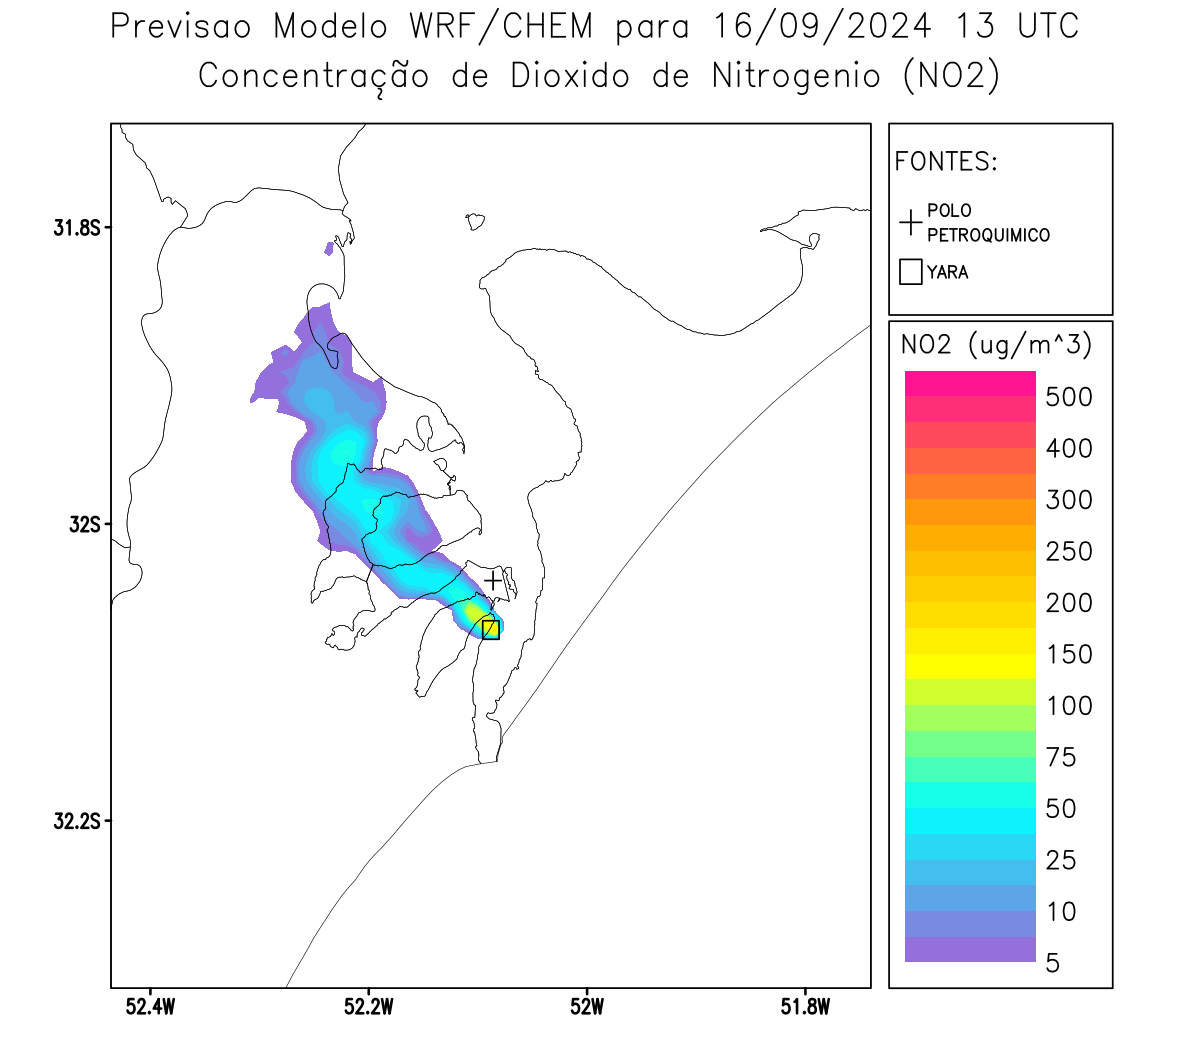 Previsao Modelo WRF/CHEM para 16/09/2024 13 UTC
Concentração de Dioxido de Nitrogenio (NO2)
FONTES:
POLO
PETROQUIMICO
YARA
NO2 (ug/m^3)
500
400
300
250
200
150
100
75
50
25
10
5
31.8S
32S
32.2S
52.4W
52.2W
52W
51.8W